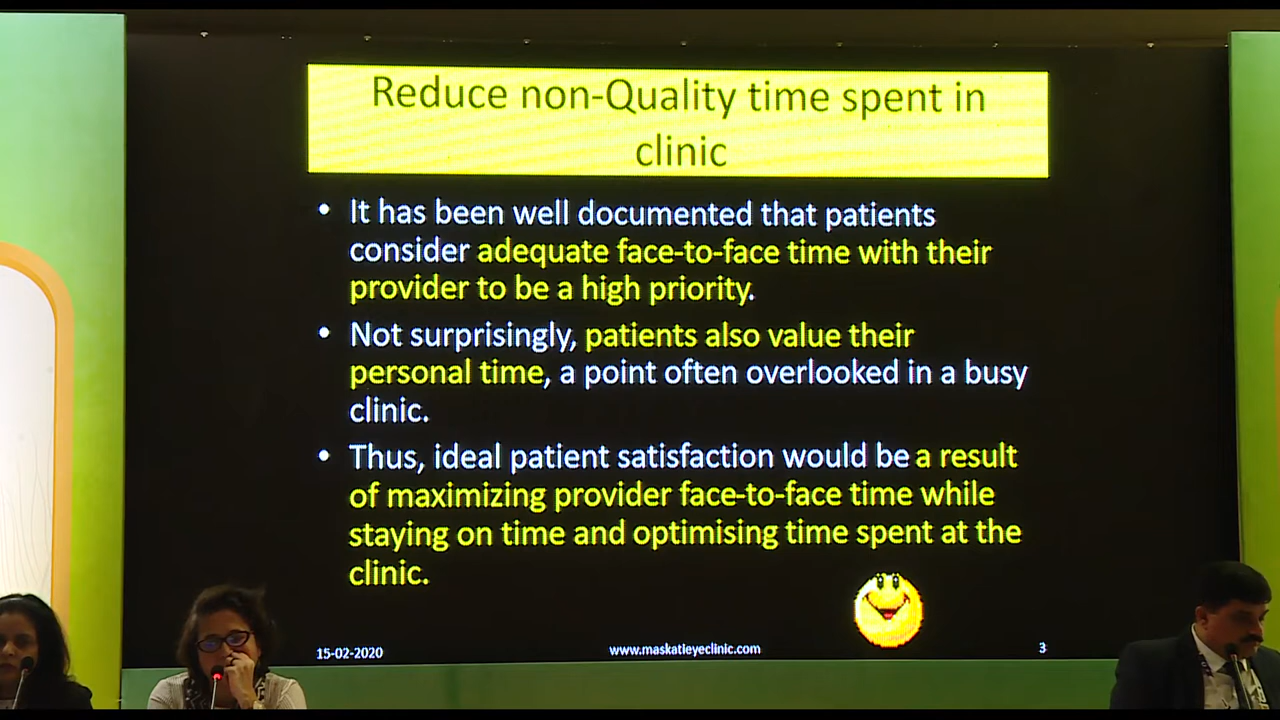 Reduce non-Quality time spent in
clinic
• It has been well documented that patients
consider adequate face-to-face time with their
provider to be a high priority.
• Not surprisingly, patients also value their
personal time, a point often overlooked in a busy
clinic.
• Thus, ideal patient satisfaction would be a result
of maximizing provider face-to-face time while
staying on time and optimising time spent at the
clinic.
15-02-2020 www.maskatieyeclinic.com 3